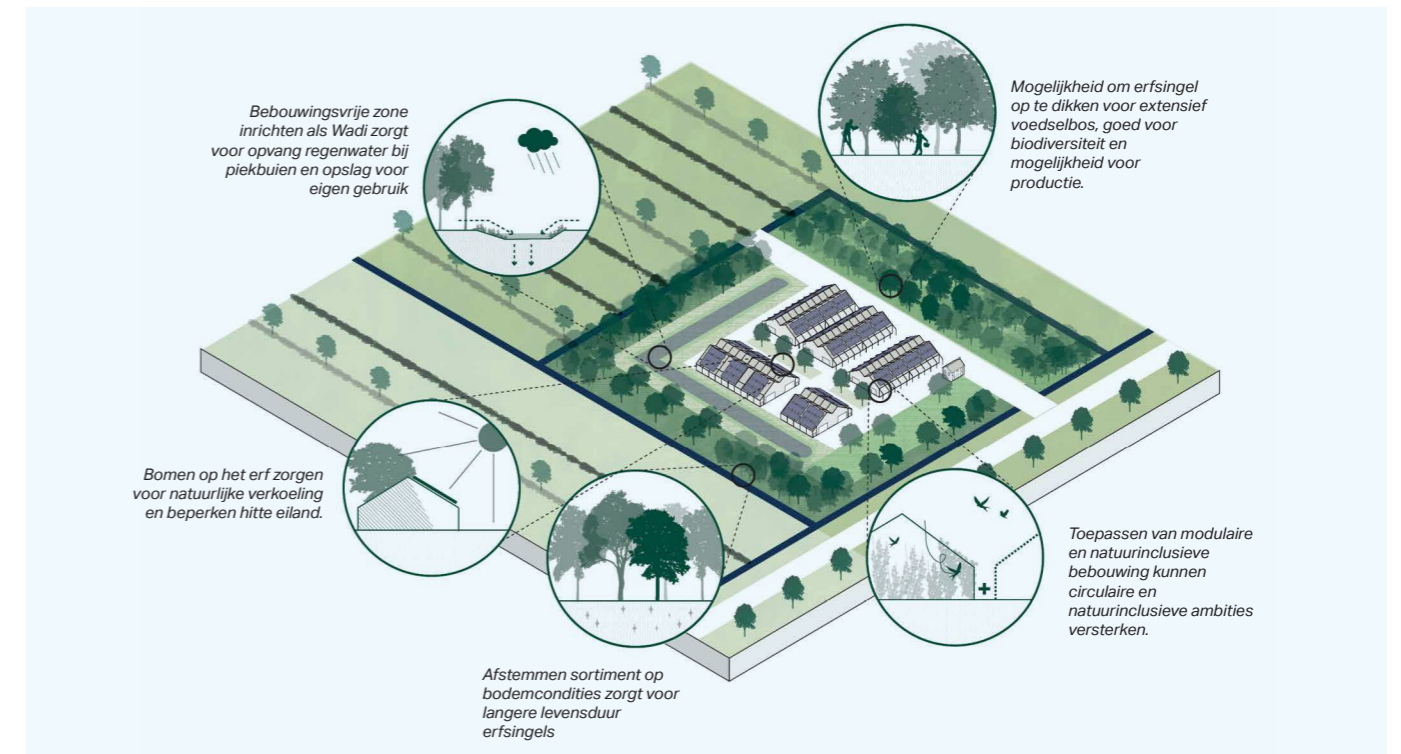 Bebouwingsvrije zone
inrichten als Wadi zorgt
voor opvang regenwater bij
piekbuien en opslag voor
eigen gebruik
Mogelijkheid om erfsingel
op te dikken voor extensief
voedselbos, goed voor
biodiversiteit en
mogelijkheid voor
productie.
Bomen op het erf zorgen
voor natuurlijke verkoeling
en beperken hitte eiland.
Toepassen van modulaire
en natuurinclusieve
bebouwing kunnen
circulaire en
natuurinclusieve ambities
versterken.
Afstemmen sortiment op
bodemcondities zorgt voor
langere levensduur
erfsingels